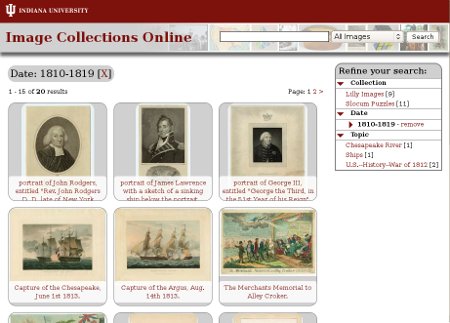 INDIANA UNIVERSITY
Image Collections Online
All Images
Search
Date: 1810-1819 [X]
1 - 15 of 20 results
Page: 1 2 >
portrait of John Rodgers,
entitled "Rev. John Rodgers
D. D. late of New York
portrait of James Lawrence
with a sketch of a sinking
ship below the portrait
portrait of George III,
entitled "George the Third, in
the 51st Year of his Reign"
Capture of the Chesapeake,
June 1st 1813.
Capture of the Argus, Aug.
14th 1813.
The Merchants Memorial to
Alley Croker.
Refine your search:
Collection
Lilly Images [9]
Slocum Puzzles [11]
Date
1810-1819 - remove
Topic
Chesapeake River [1]
Ships [1]
U.S.--History--War of 1812 [2]